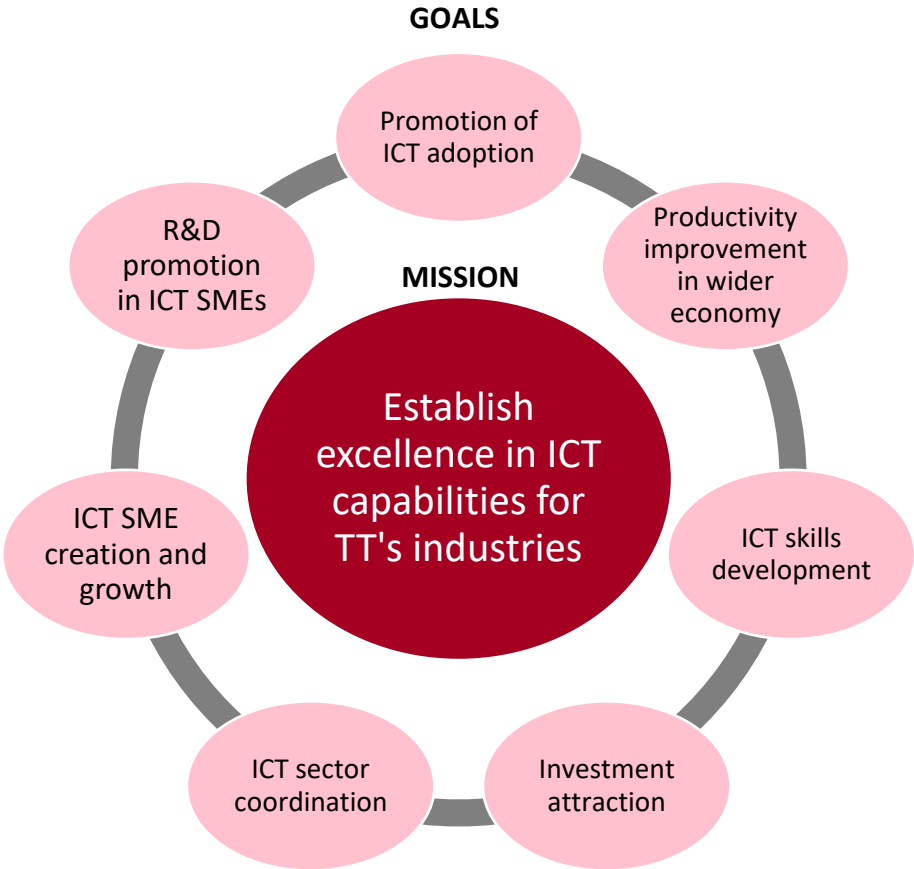 GOALS
Promotion of
ICT adoption
Productivity
improvement
in wider
economy
ICT skills
development
Investment
attraction
ICT sector
coordination
ICT SME
creation and
growth
R&D
promotion
in ICT SMEs
MISSION
Establish
excellence in ICT
capabilities for
TT's industries